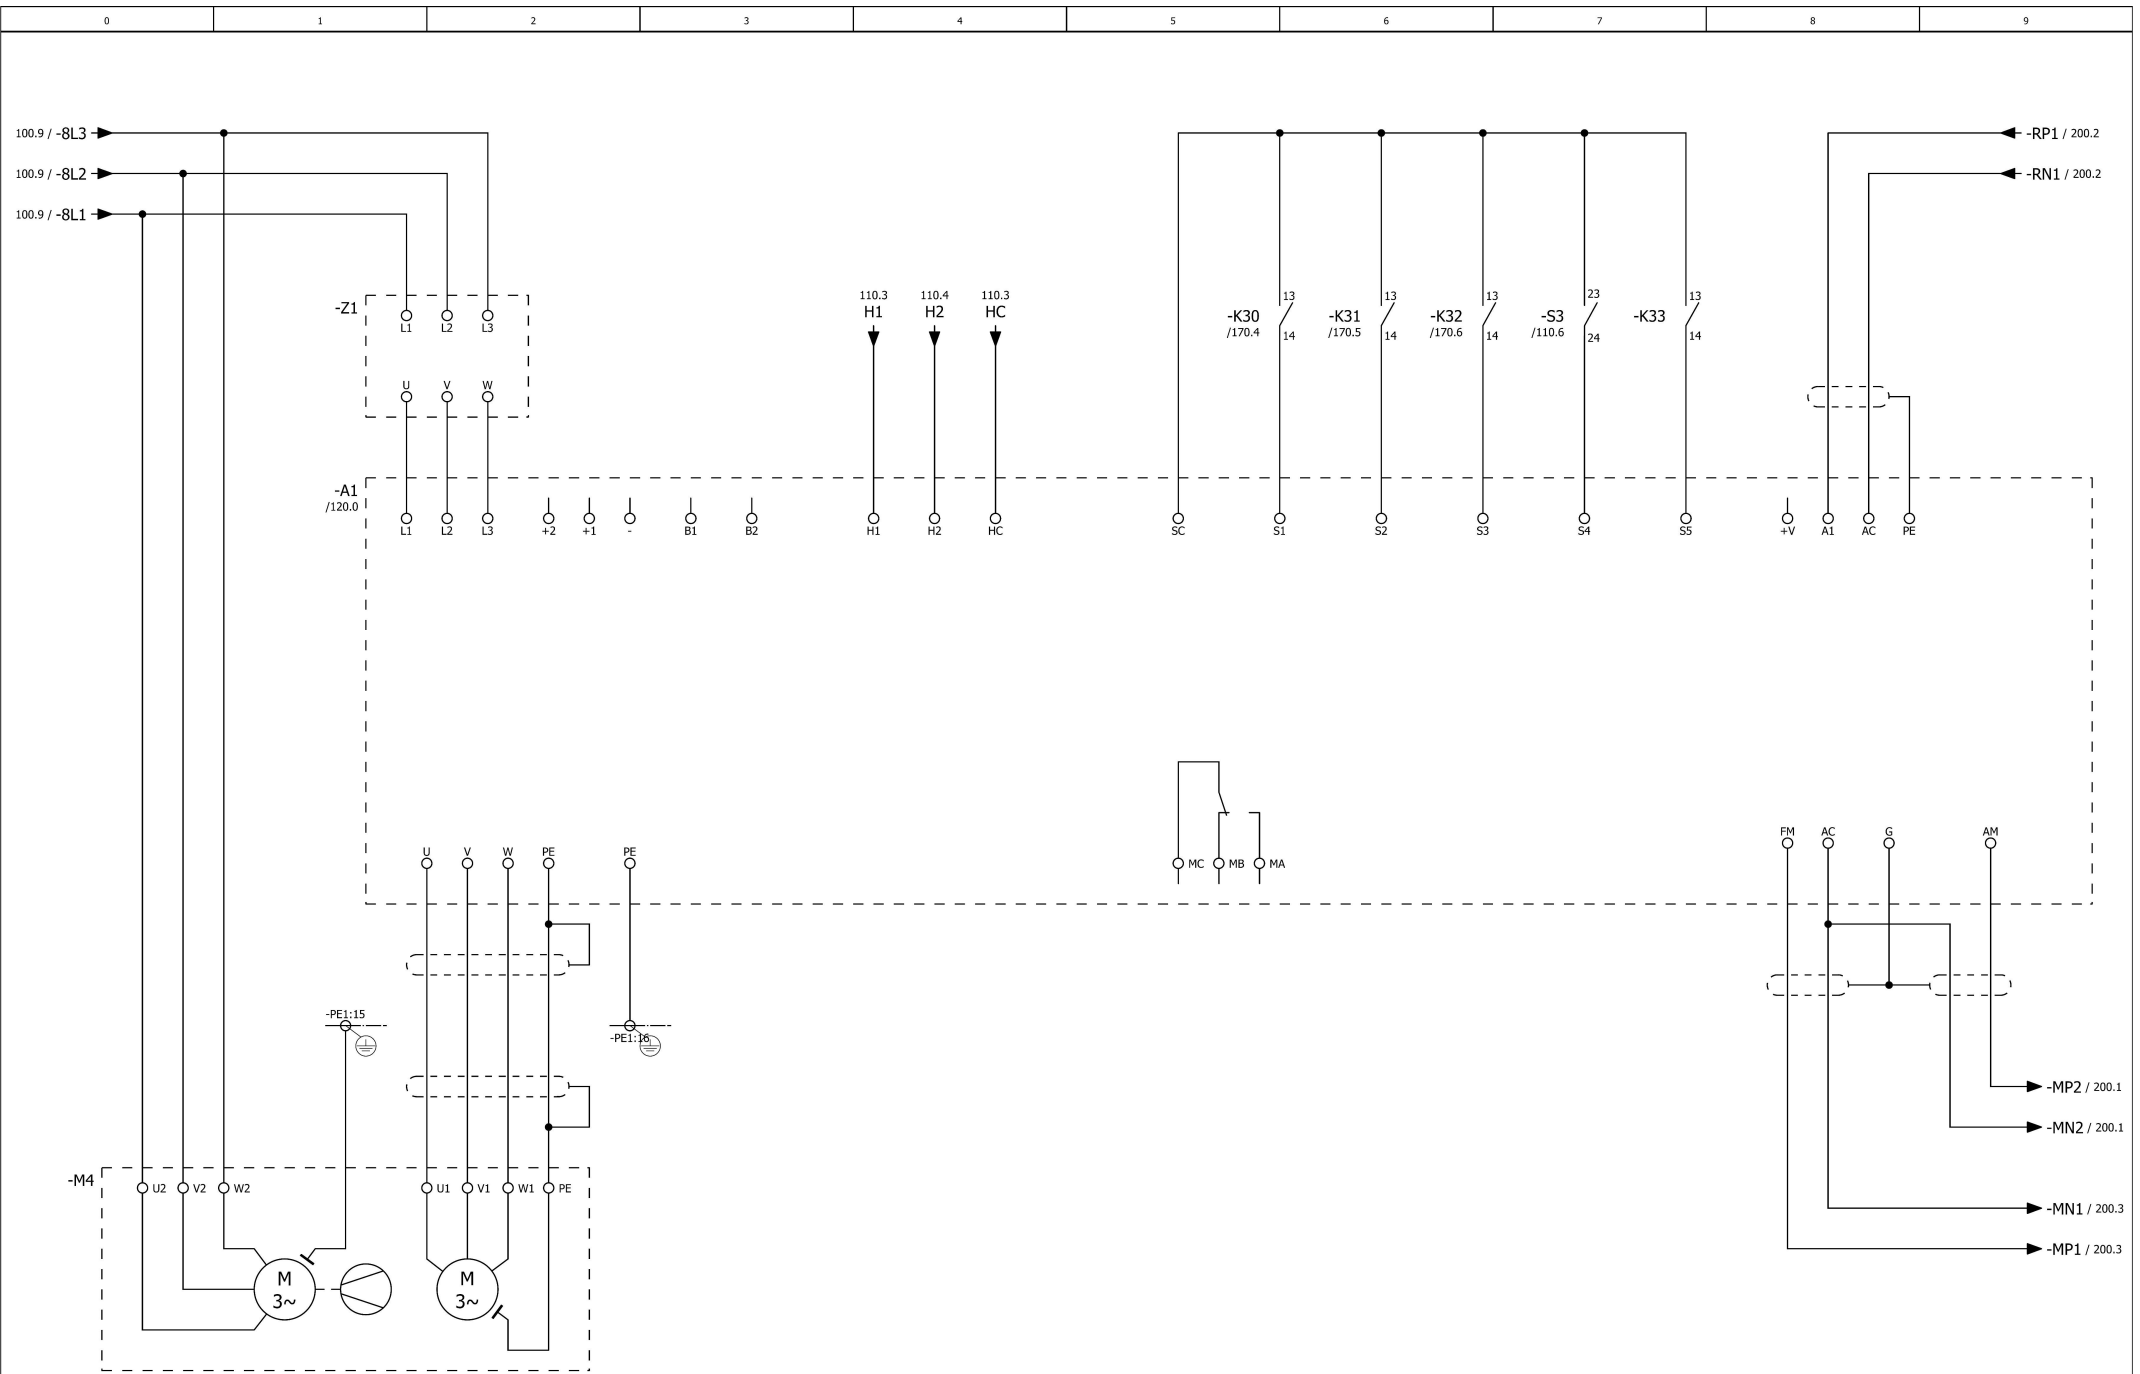 0 1 2 3 4 5 6 7 8 9
100.9 / -8L3
-RP1 / 200.2
100.9 / -8L2
-RN1 / 200.2
100.9 / -8L1
110.3 110.4 110.3
H1 H2 HC
-Z1
L1 L2 L3
13 13 13 23 13
-K30 -K31 -K32 -S3 -K33
/170.4 /170.5 /170.6 /110.6
14 14 14 24 14
U V W
-A1
/120.0
L1 L2 L3 +2 +1 - B1 B2 H1 H2 HC SC S1 S2 S3 S4 S5 +V A1 AC PE
FM AC G AM
U V W PE PE
MC MB MA
-PE1:15
-PE1:16
-MP2 / 200.1
-MN2 / 200.1
-M4
U2 V2 W2 U1 V1 W1 PE
-MN1 / 200.3
-MP1 / 200.3
M M
3~ 3~